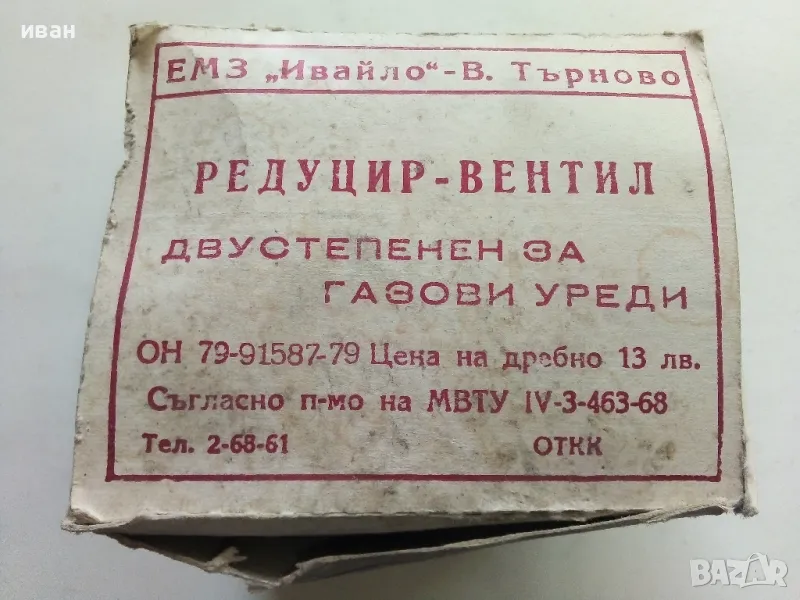 иван
ЕМЗ „Ивайло“-В. Търново
РЕДУЦИР-ВЕНТИЛ
ДВУСТЕПЕНЕН ЗА
ГАЗОВИ УРЕДИ
ОН 79-91587-79 Цена на дребно 13 лв.
Съгласно п-мо на МВТУ IV-3-463-68
Тел. 2-68-61 ОТКК
BAZAR